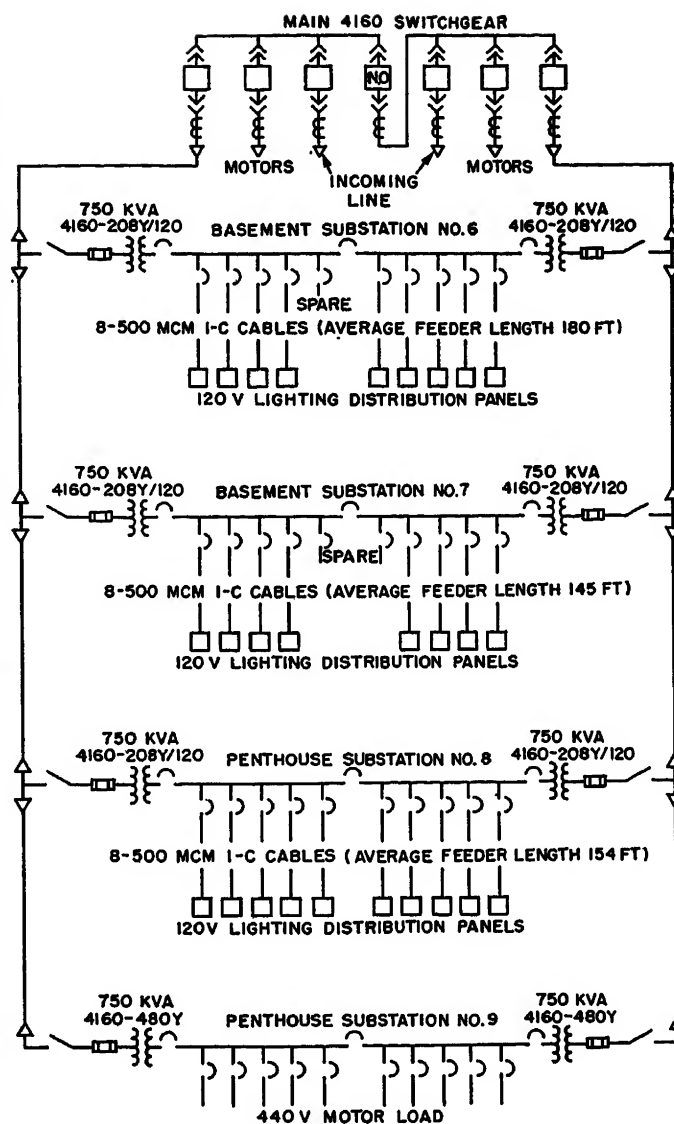 MAIN 4160 SWITCHGEAR
N.O
MOTORS
INCOMING
LINE
MOTORS
750 KVA
4160-208Y/120
BASEMENT SUBSTATION NO.6
750 KVA
4160-208Y/120
SPARE
8-500 MCM 1-C CABLES (AVERAGE FEEDER LENGTH 180 FT)
120 V LIGHTING DISTRIBUTION PANELS
750 KVA
4160-208Y/120
BASEMENT SUBSTATION NO.7
750 KVA
4160-208Y/120
SPARE
8-500 MCM 1-C CABLES (AVERAGE FEEDER LENGTH 145 FT)
120 V LIGHTING DISTRIBUTION PANELS
750 KVA
4160-208Y/120
PENTHOUSE SUBSTATION NO. 8
750 KVA
4160-208Y/120
8-500 MCM 1-C CABLES (AVERAGE FEEDER LENGTH 154 FT)
120V LIGHTING DISTRIBUTION PANELS
750 KVA
4160-480Y
PENTHOUSE SUBSTATION NO.9
750 KVA
4160-480Y
440 V MOTOR LOAD